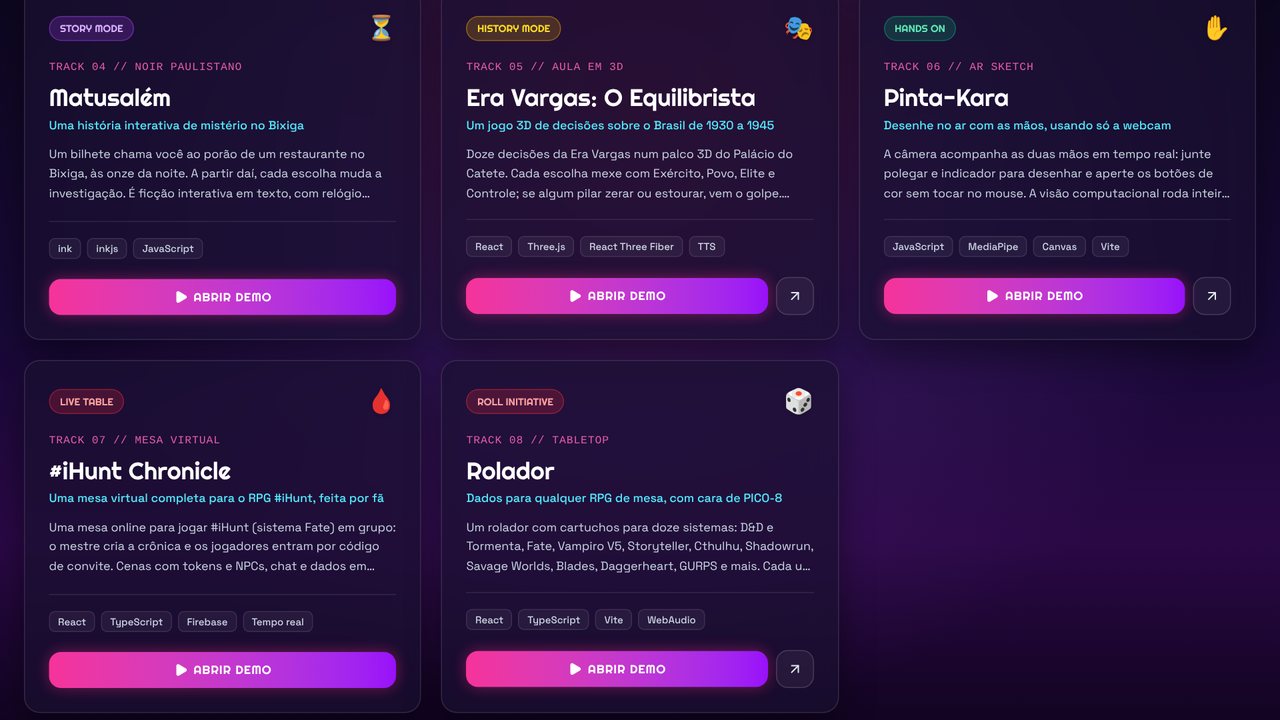 STORY MODE
TRACK 04 // NOIR PAULISTANO
Matusalém
Uma história interativa de mistério no Bixiga
Um bilhete chama você ao porão de um restaurante no
Bixiga, às onze da noite. A partir daí, cada escolha muda a
investigação. É ficção interativa em texto, com relógio…
ink
inkjs
JavaScript
ABRIR DEMO
HISTORY MODE
TRACK 05 // AULA EM 3D
Era Vargas: O Equilibrista
Um jogo 3D de decisões sobre o Brasil de 1930 a 1945
Doze decisões da Era Vargas num palco 3D do Palácio do
Catete. Cada escolha mexe com Exército, Povo, Elite e
Controle; se algum pilar zerar ou estourar, vem o golpe.…
React
Three.js
React Three Fiber
TTS
ABRIR DEMO
HANDS ON
TRACK 06 // AR SKETCH
Pinta-Kara
Desenhe no ar com as mãos, usando só a webcam
A câmera acompanha as duas mãos em tempo real: junte
polegar e indicador para desenhar e aperte os botões de
cor sem tocar no mouse. A visão computacional roda inteir…
JavaScript
MediaPipe
Canvas
Vite
ABRIR DEMO
LIVE TABLE
TRACK 07 // MESA VIRTUAL
#iHunt Chronicle
Uma mesa virtual completa para o RPG #iHunt, feita por fã
Uma mesa online para jogar #iHunt (sistema Fate) em grupo:
o mestre cria a crônica e os jogadores entram por código
de convite. Cenas com tokens e NPCs, chat e dados em…
React
TypeScript
Firebase
Tempo real
ABRIR DEMO
ROLL INITIATIVE
TRACK 08 // TABLETOP
Rolador
Dados para qualquer RPG de mesa, com cara de PICO-8
Um rolador com cartuchos para doze sistemas: D&D e
Tormenta, Fate, Vampiro V5, Storyteller, Cthulhu, Shadowrun,
Savage Worlds, Blades, Daggerheart, GURPS e mais. Cada u…
React
TypeScript
Vite
WebAudio
ABRIR DEMO